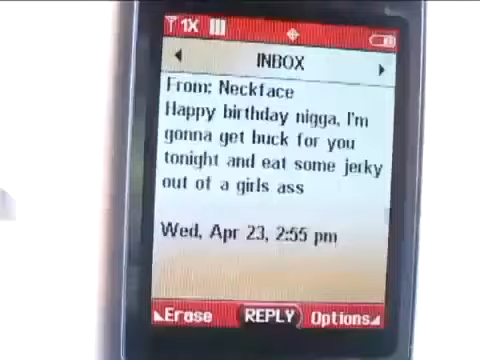 1X
INBOX
From: Neckface
Happy birthday nigga, I'm
gonna get buck for you
tonight and eat some jerky
out of a girls ass
Wed, Apr 23, 2:55 pm
Erase REPLY Options